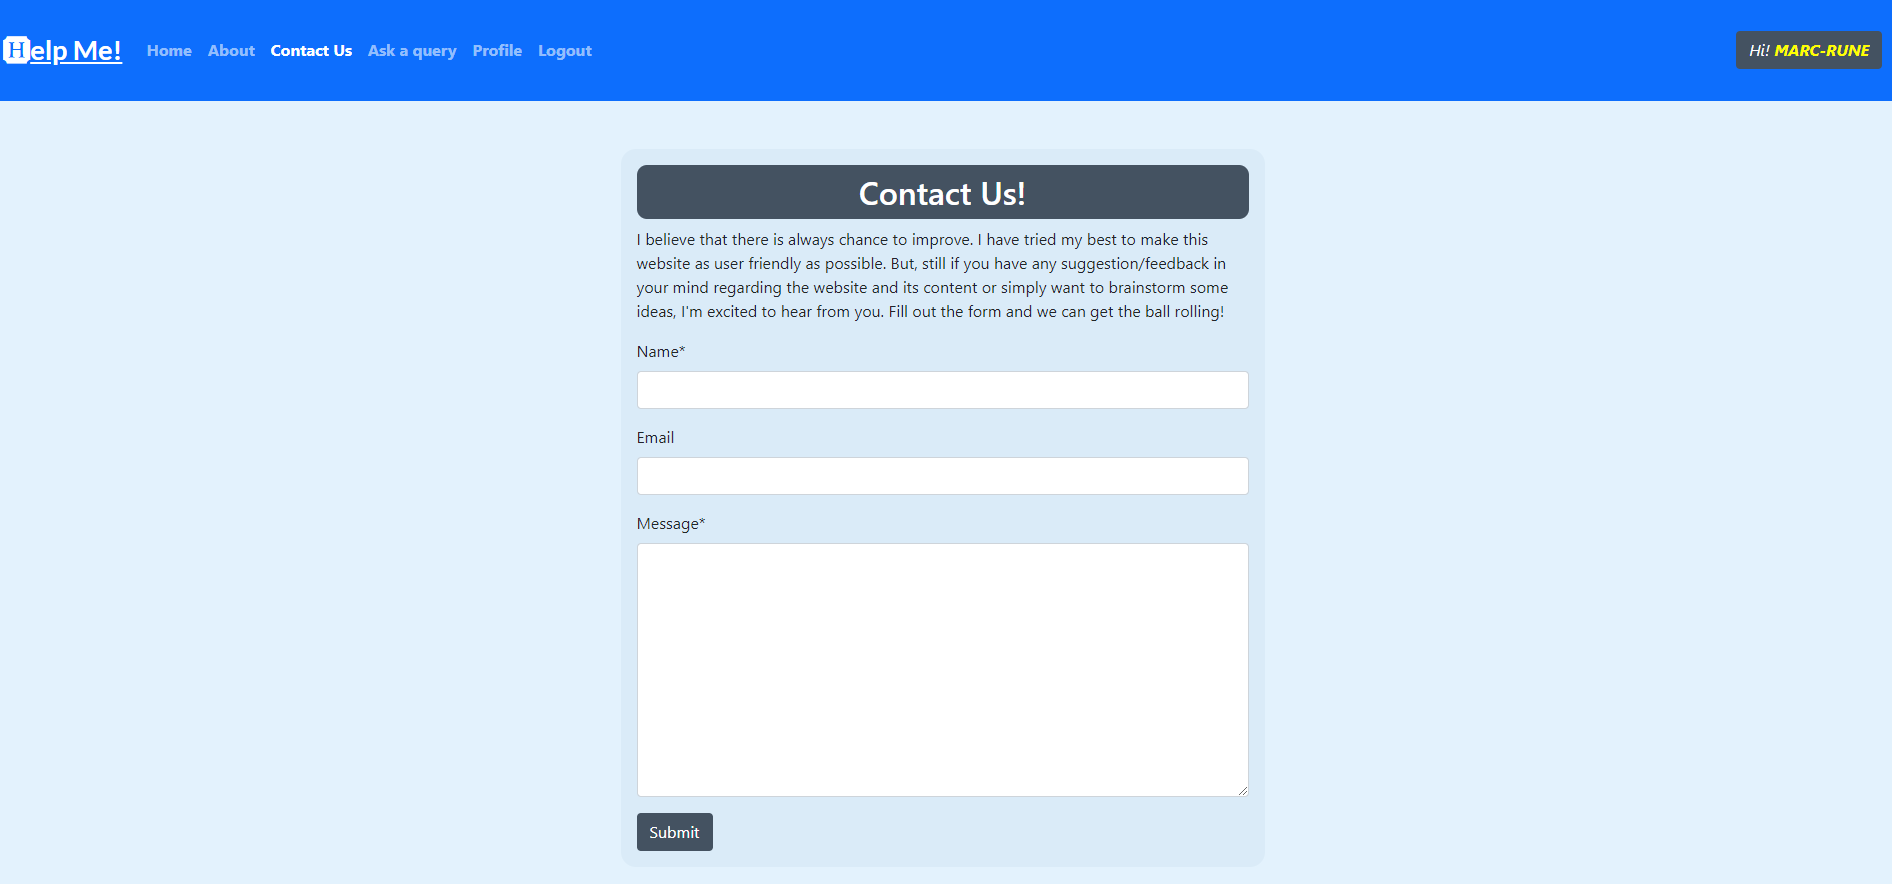 Help Me! Home About Contact Us Ask a query Profile Logout Hi! MARC-RUNE
Contact Us!
I believe that there is always chance to improve. I have tried my best to make this
website as user friendly as possible. But, still if you have any suggestion/feedback in
your mind regarding the website and its content or simply want to brainstorm some
ideas, I'm excited to hear from you. Fill out the form and we can get the ball rolling!
Name*
Email
Message*
Submit